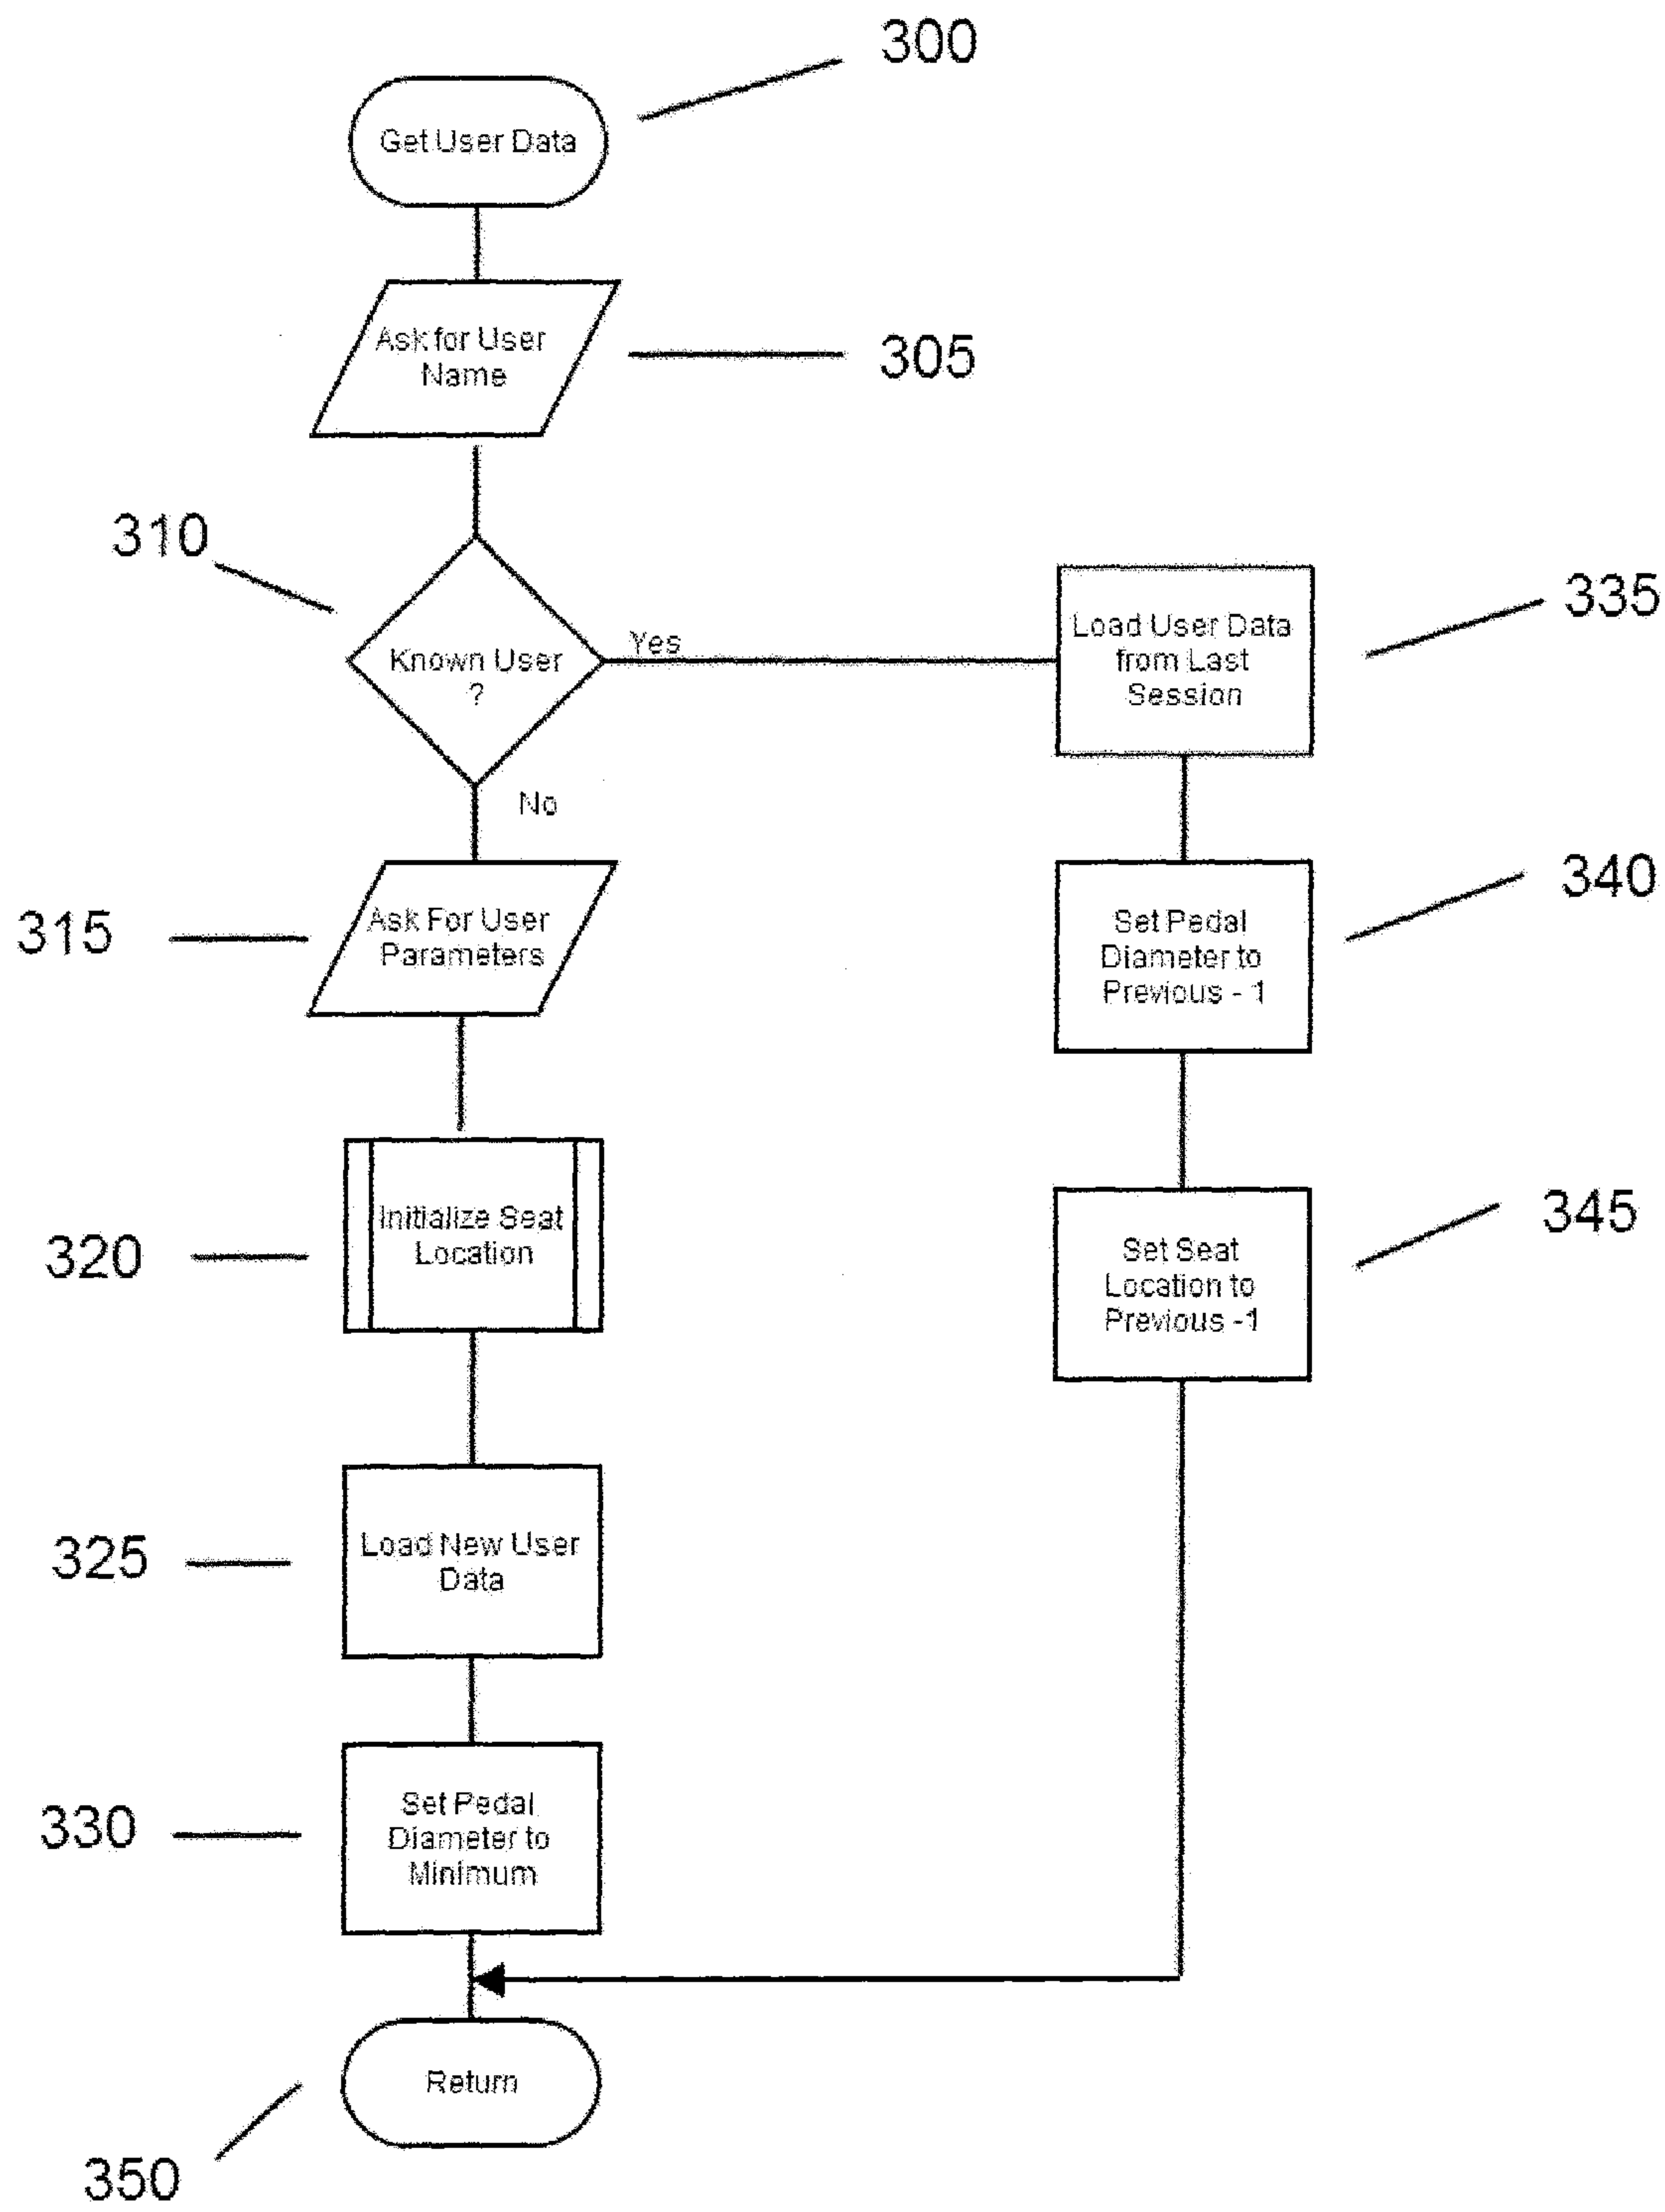 300
Get User Data
Ask for User
Name
305
310
Known User
?
Yes
No
Load User Data
from Last
Session
335
315
Ask For User
Parameters
Set Pedal
Diameter to
Previous - 1
340
320
Initialize Seat
Location
Set Seat
Location to
Previous -1
345
325
Load New User
Data
330
Set Pedal
Diameter to
Minimum
Return
350